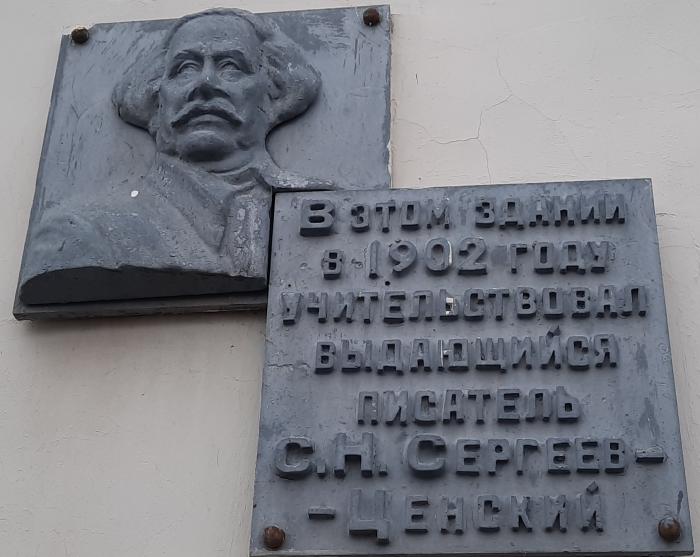 В ЭТОМ ЗДАНИИ
В 1902 ГОДУ
УЧИТЕЛЬСТВОВАЛ
ВЫДАЮЩИЙСЯ
ПИСАТЕЛЬ
С.Н. СЕРГЕЕВ-
-ЦЕНСКИЙ